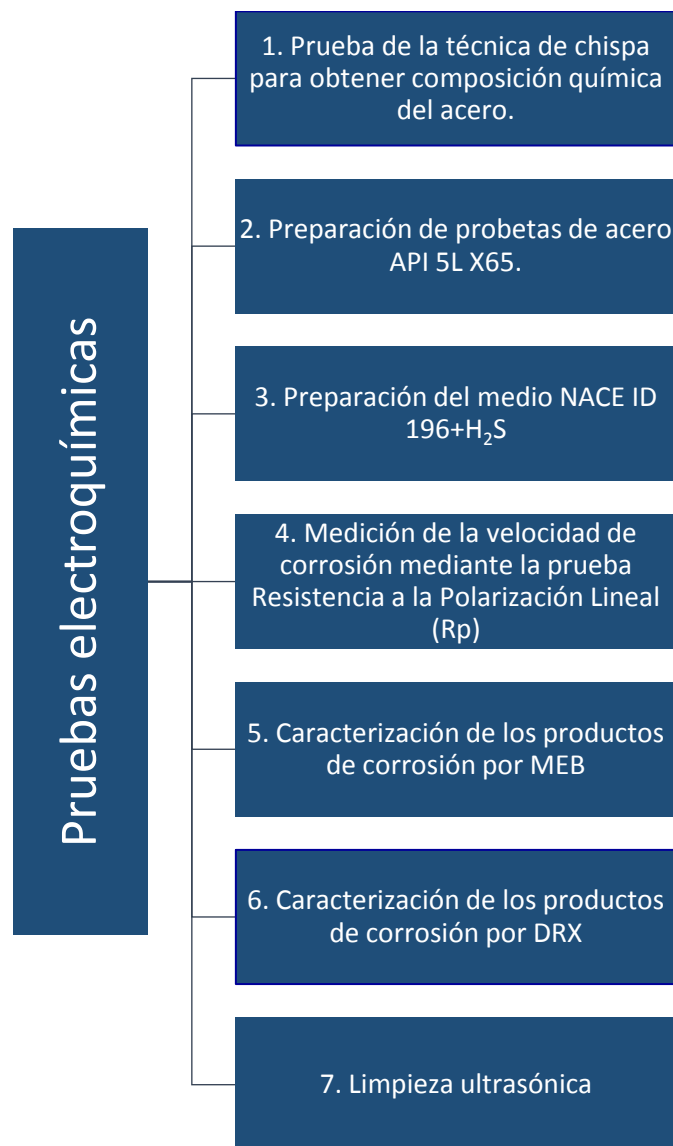 Pruebas electroquímicas
1. Prueba de la técnica de chispa
para obtener composición química
del acero.
2. Preparación de probetas de acero
API 5L X65.
3. Preparación del medio NACE ID
196+H₂S
4. Medición de la velocidad de
corrosión mediante la prueba
Resistencia a la Polarización Lineal
(Rp)
5. Caracterización de los productos
de corrosión por MEB
6. Caracterización de los productos
de corrosión por DRX
7. Limpieza ultrasónica